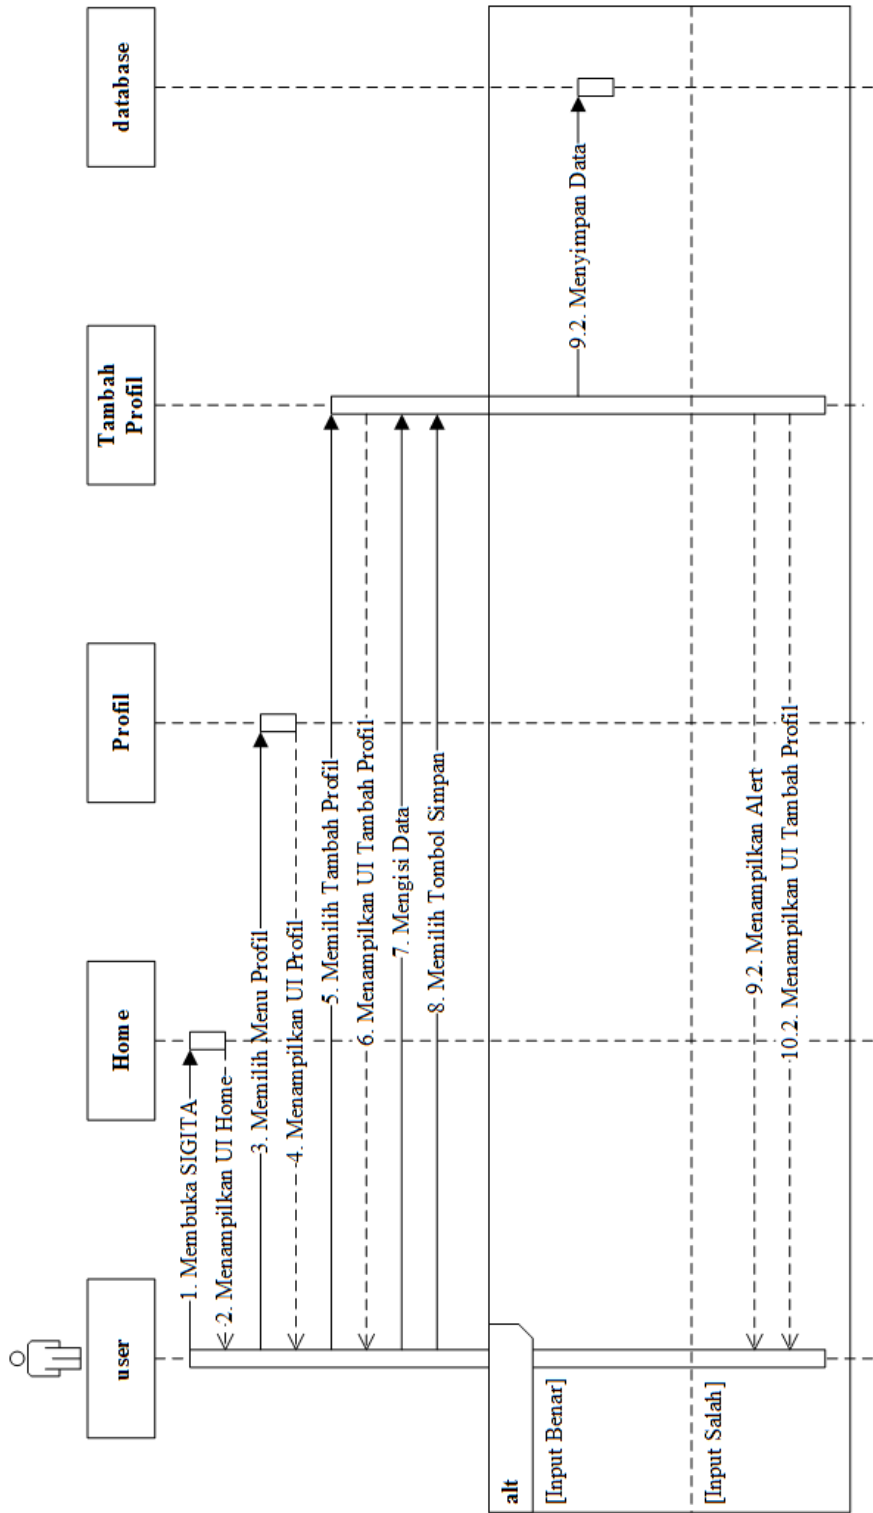 user
Home
Profil
Tambah
Profil
database
1. Membuka SIGITA
2. Menampilkan UI Home
3. Memilih Menu Profil
4. Menampilkan UI Profil
5. Memilih Tambah Profil
6. Menampilkan UI Tambah Profil
7. Mengisi Data
8. Memilih Tombol Simpan
alt
[Input Benar]
9.2. Menyimpan Data
[Input Salah]
9.2. Menampilkan Alert
10.2. Menampilkan UI Tambah Profil